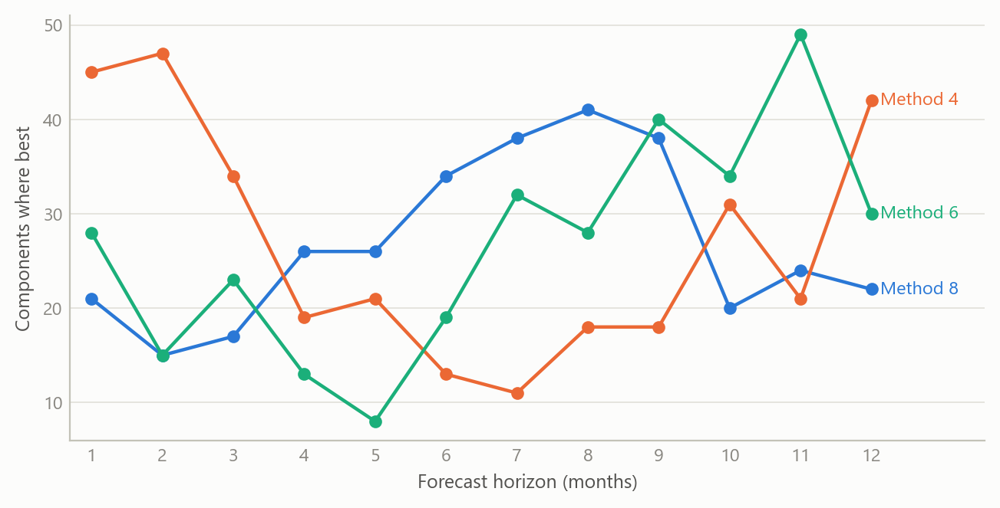 Components where best
50
40
30
20
10
Method 4
Method 6
Method 8
1 2 3 4 5 6 7 8 9 10 11 12
Forecast horizon (months)